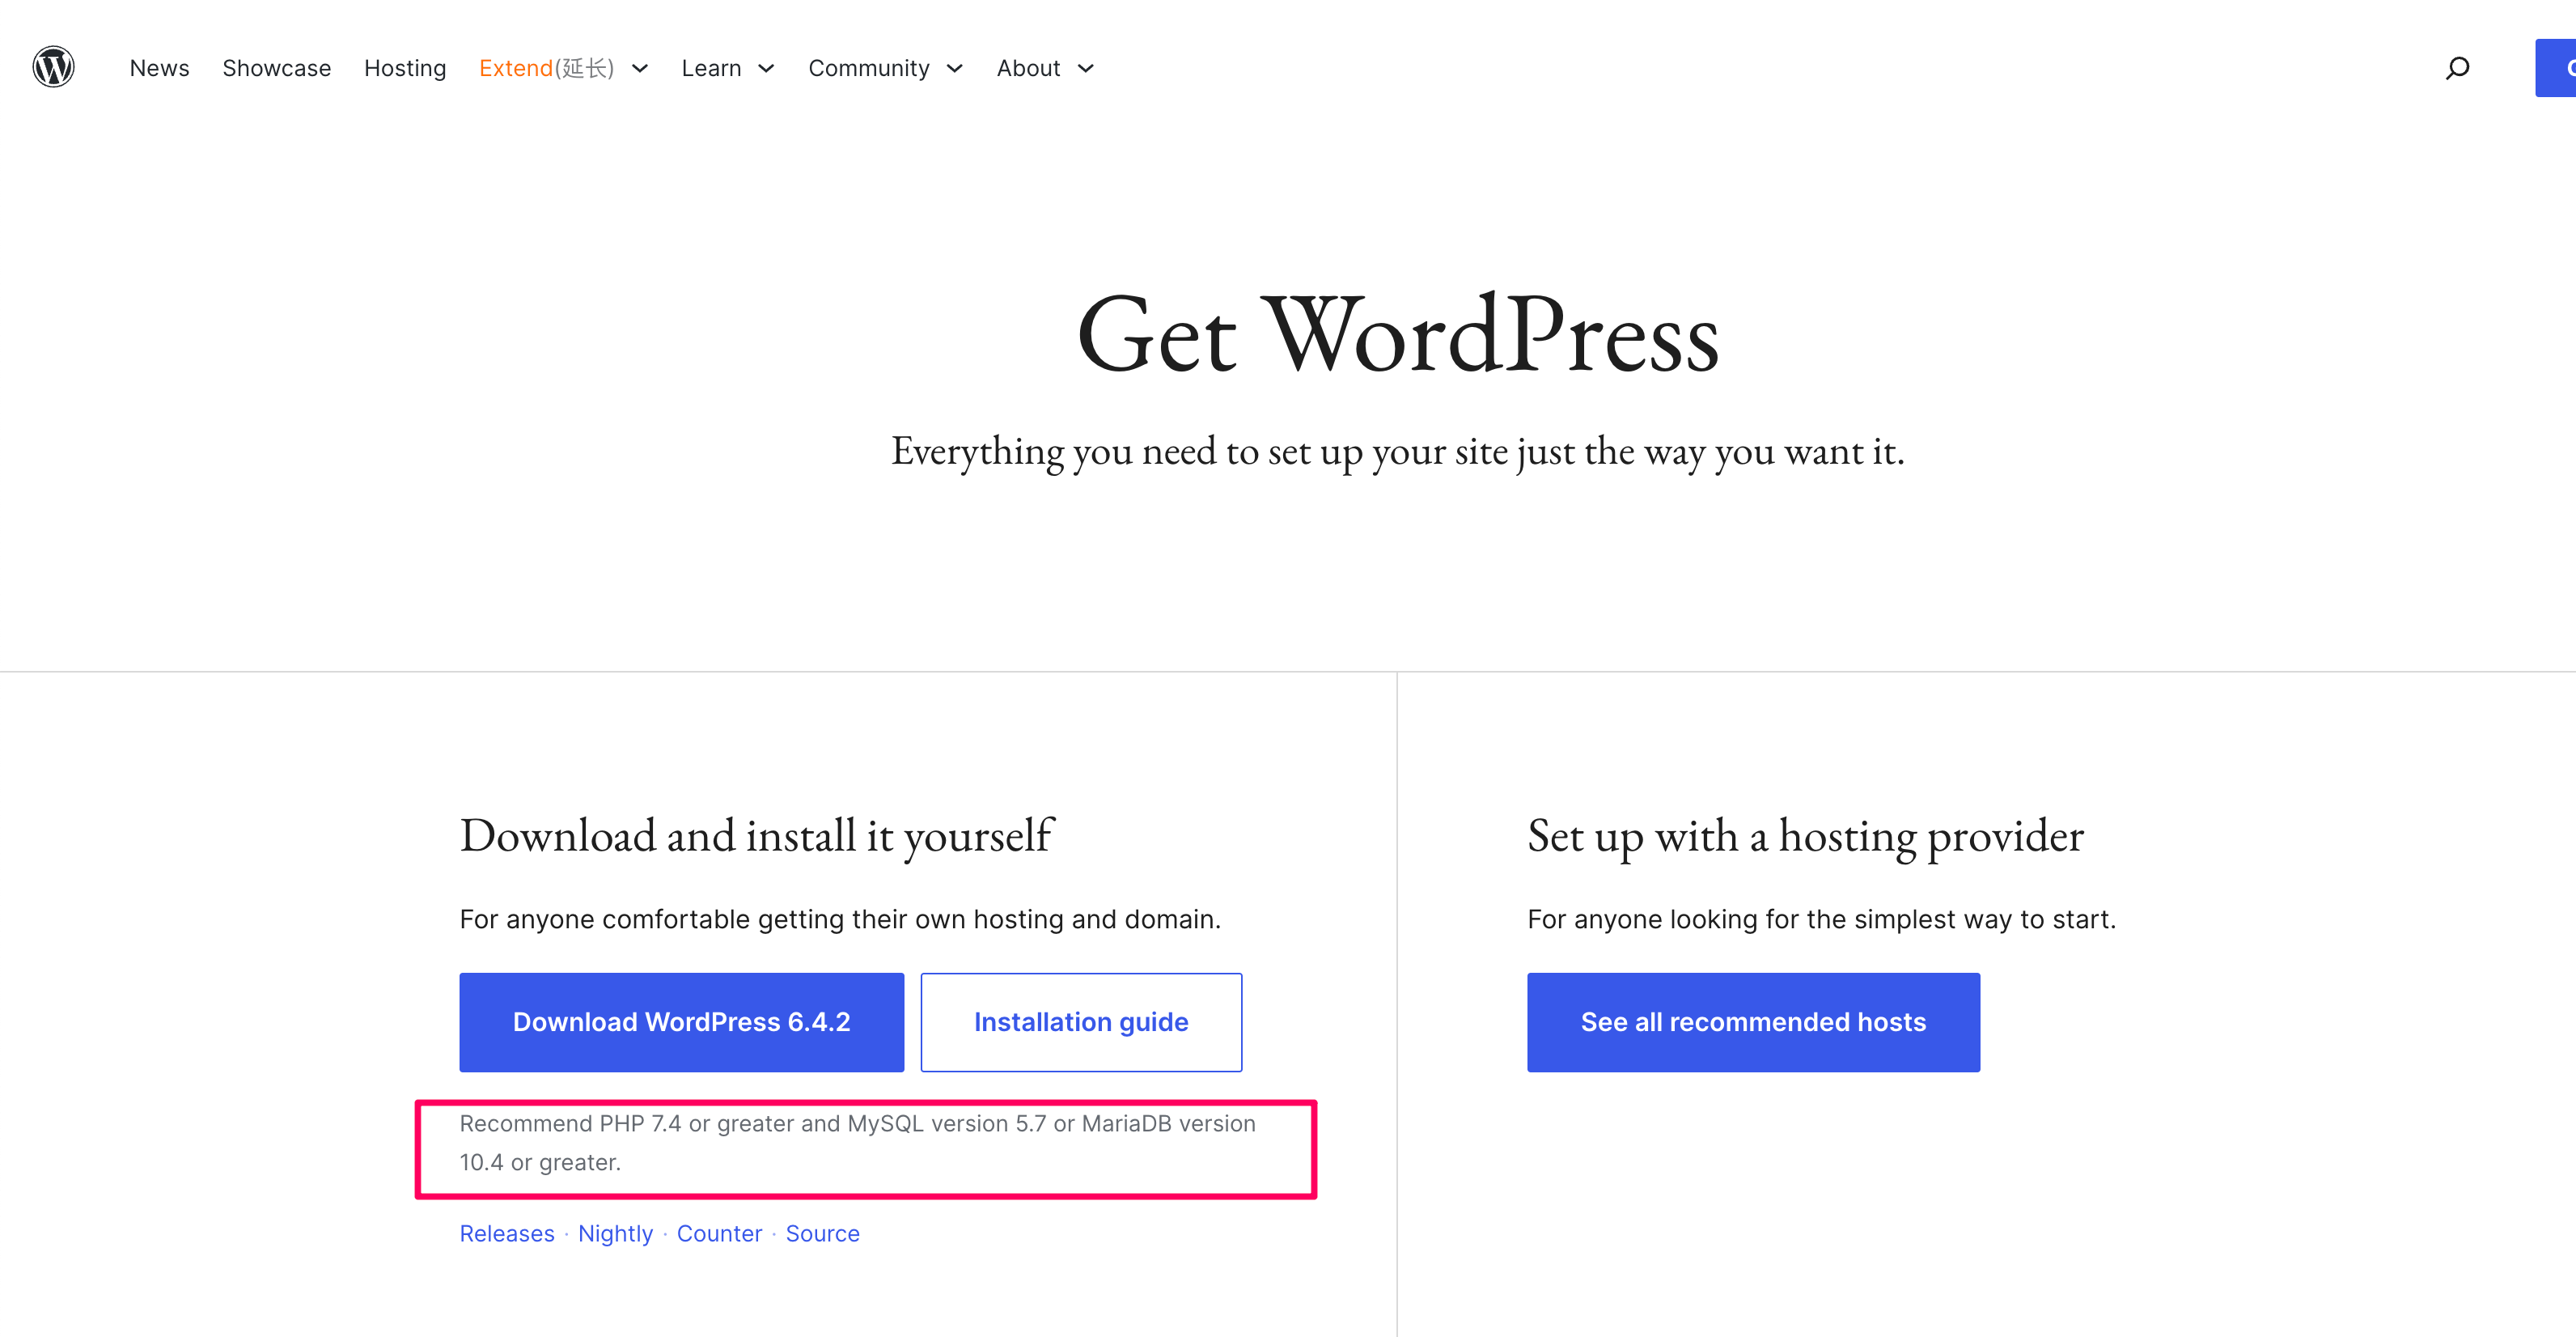 News Showcase Hosting Extend(延长) Learn Community About
Get WordPress
Everything you need to set up your site just the way you want it.
Download and install it yourself
For anyone comfortable getting their own hosting and domain.
Download WordPress 6.4.2 Installation guide
Recommend PHP 7.4 or greater and MySQL version 5.7 or MariaDB version
10.4 or greater.
Releases · Nightly · Counter · Source
Set up with a hosting provider
For anyone looking for the simplest way to start.
See all recommended hosts